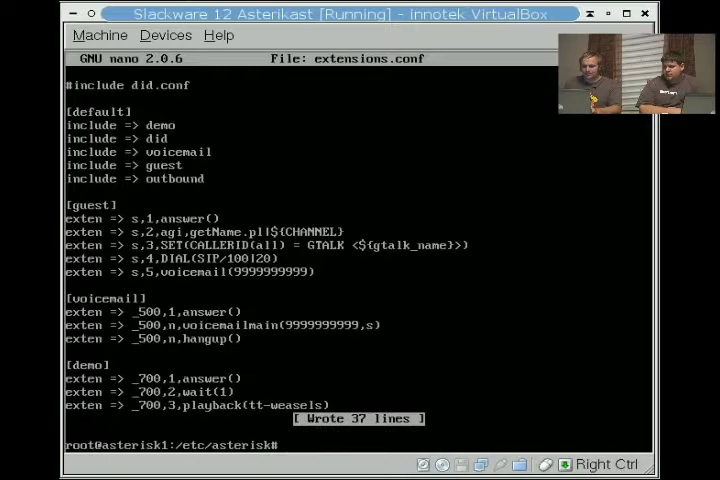 Slackware 12 Asterikast [Running] - innotek VirtualBox
Machine Devices Help
GNU nano 2.0.6 File: extensions.conf
#include did.conf
[default]
include => demo
include => did
include => voicemail
include => guest
include => outbound
[guest]
exten => s,1,answer()
exten => s,2,agi,getName.pl|${CHANNEL}
exten => s,3,SET(CALLERID(all) = GTALK <${gtalk_name}>)
exten => s,4,DIAL(SIP/100|20)
exten => s,5,voicemail(9999999999)
[voicemail]
exten => _500,1,answer()
exten => _500,n,voicemailmain(9999999999,s)
exten => _500,n,hangup()
[demo]
exten => _700,1,answer()
exten => _700,2,wait(1)
exten => _700,3,playback(tt-weasels)
[ Wrote 37 lines ]
root@asterisk1:/etc/asterisk#
Right Ctrl